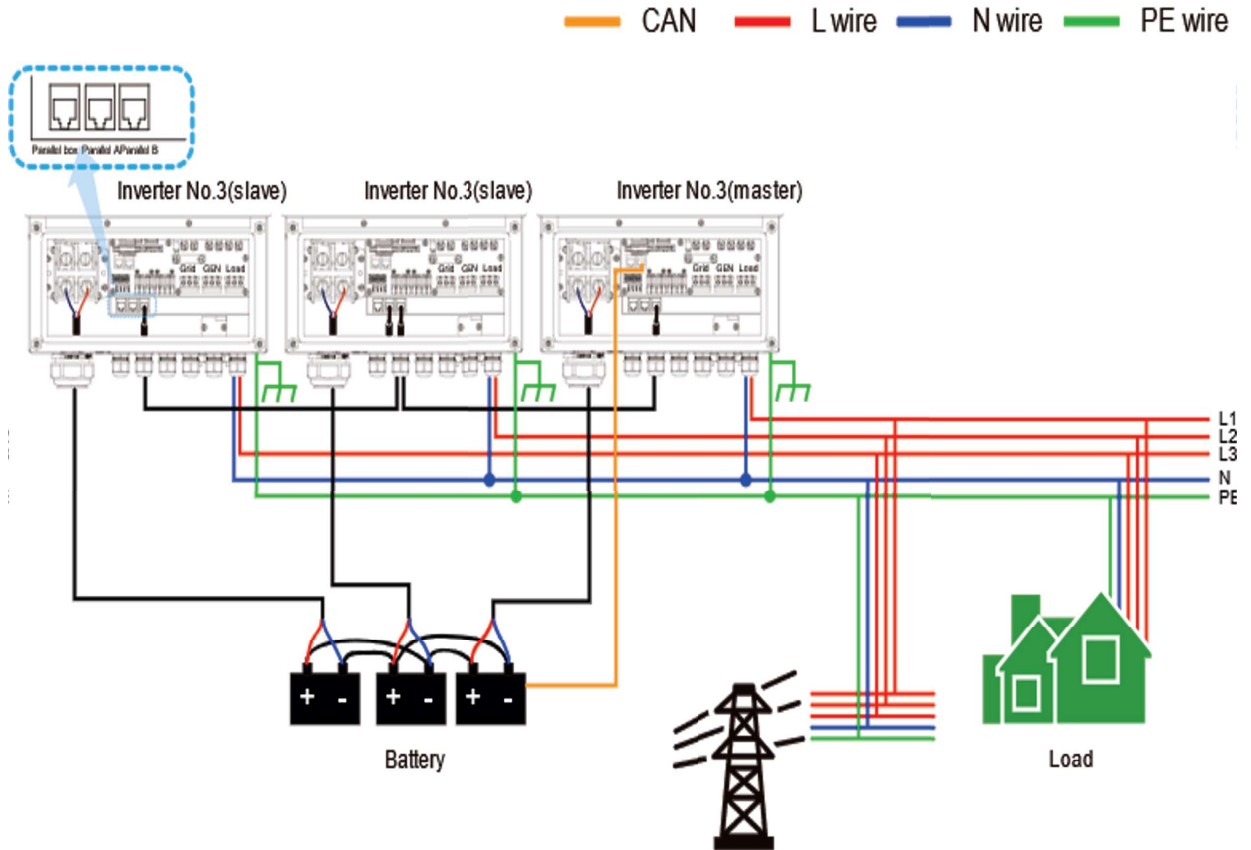 CAN L wire N wire PE wire
Parallel box Parallel AParallel B
Inverter No.3(slave) Inverter No.3(slave) Inverter No.3(master)
Grid GEN Load Grid GEN Load Grid GEN Load
L1
L2
L3
N
PE
+ - + - + -
Battery
Load